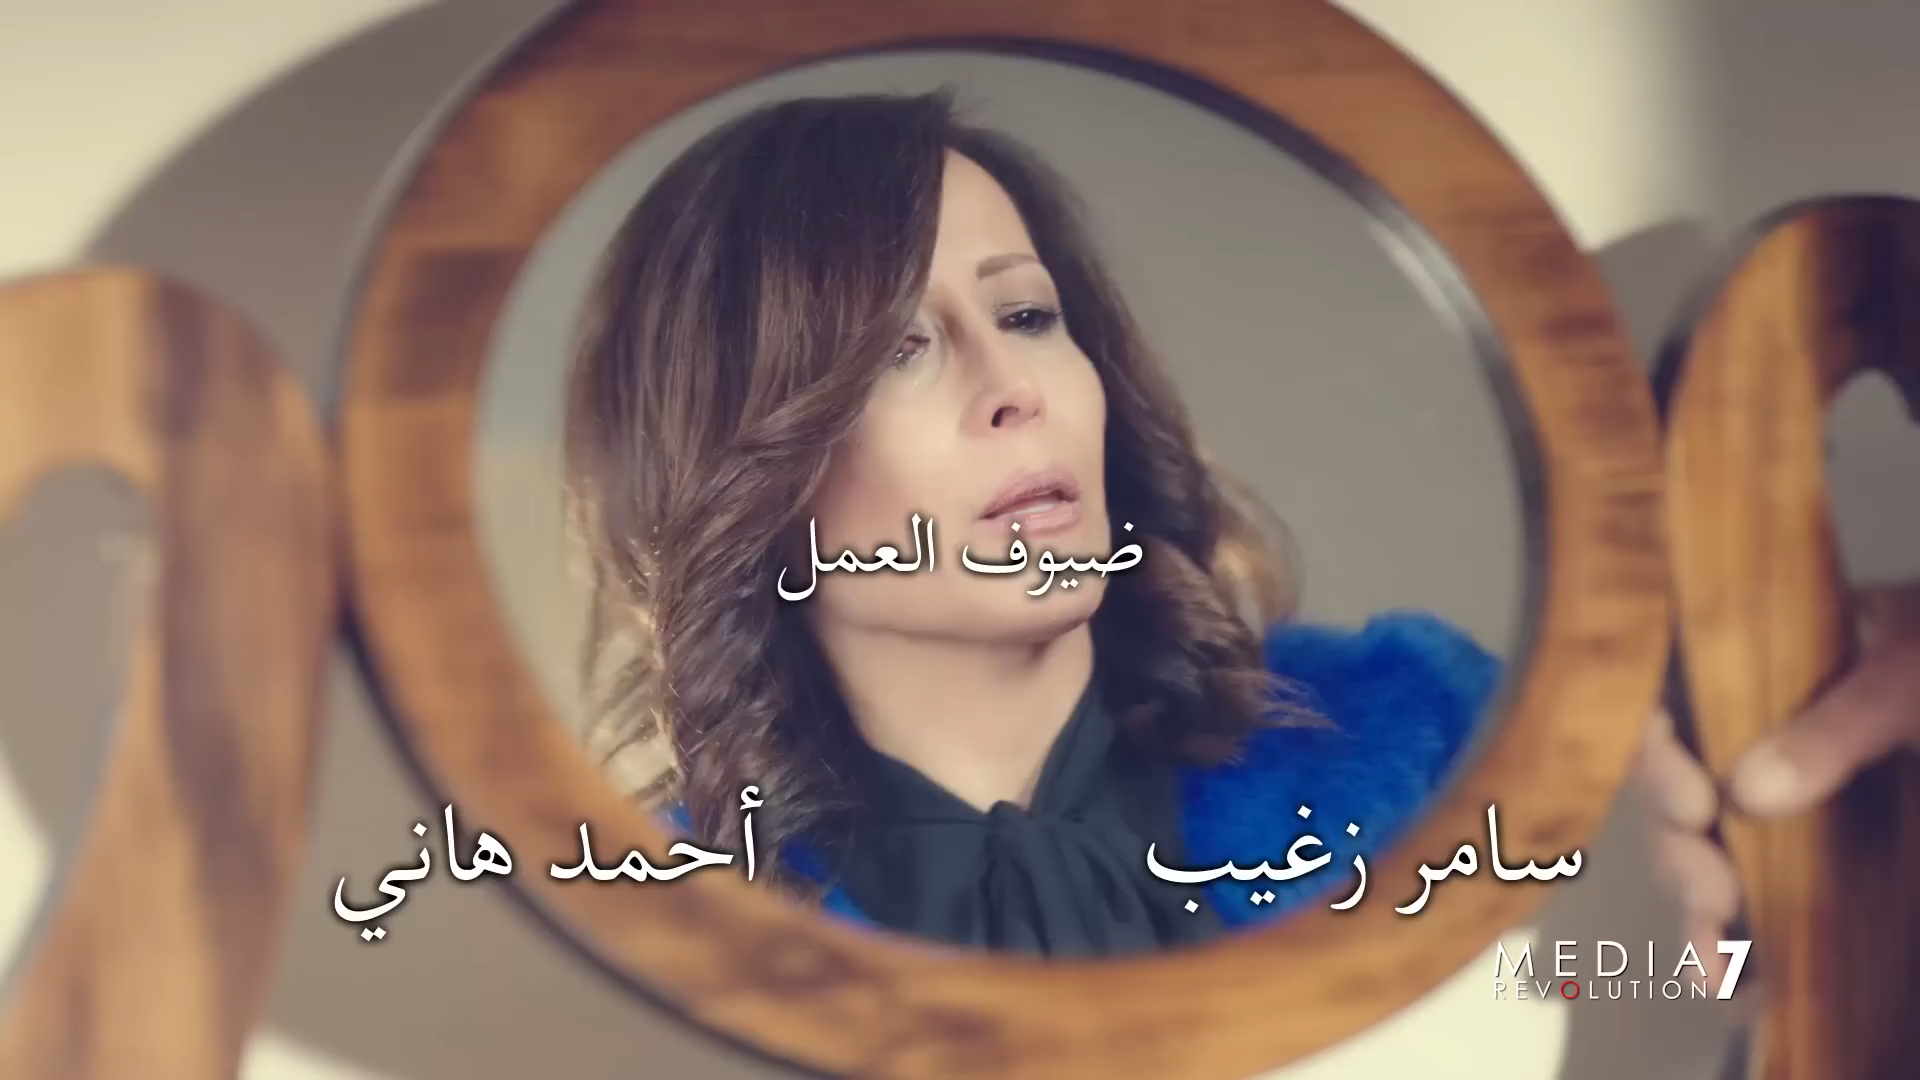 ضيوف العمل
سامر زغيب
أحمد هاني
MEDIA 7
REVOLUTION